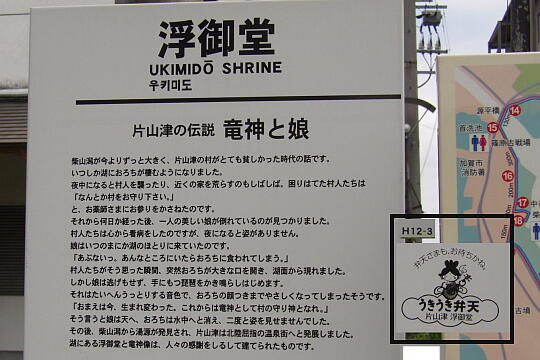 浮御堂
UKIMIDŌ SHRINE
우키미도
片山津の伝説 竜神と娘
柴山潟が今よりずっと大きく、片山津の村がとても貧しかった時代の話です。
いつしか湖におろちが棲むようになりました。
夜中になると村人を襲ったり、近くの家を荒らすのもしばしば。困りはてた村人たちは
「なんとか村をお守り下さい。」
と、お薬師さまにお参りをかさねたのです。
それから何日か経った後、一人の美しい娘が倒れているのが見つかりました。
村人たちは心から看病をしたのですが、夜になると姿がありません。
娘はいつのまにか湖のほとりに来ていたのです。
「あぶないっ。あんなところにいたらおろちに食われてしまう。」
村人たちがそう思った瞬間、突然おろちが大きな口を開き、湖面から現れました。
しかし娘は逃げもせず、手にもつ琵琶をかき鳴らしはじめます。
それはたいへんうっとりする音色で、おろちの顔つきまでやさしくなってしまったそうです。
「おまえは今、生まれ変わった。これからは竜神として村の守り神となれ。」
そう言うと娘は天へ、おろちは水中へと消え、二度と姿を見せませんでした。
その後、柴山潟から湯源が発見され、片山津は北陸屈指の温泉街へと発展しました。
湖にある浮御堂と竜神像は、人々の感謝をしるして建てられたものです。
源平橋
14
首洗池
15
篠原古戦場
加賀市
消防署
16
17
18
H12-3
弁天さまも、お待ちかね。
うきうき弁天
片山津 浮御堂